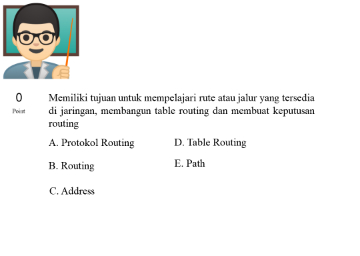 0
Point
Memiliki tujuan untuk mempelajari rute atau jalur yang tersedia
di jaringan, membangun table routing dan membuat keputusan
routing
A. Protokol Routing
D. Table Routing
B. Routing
E. Path
C. Address